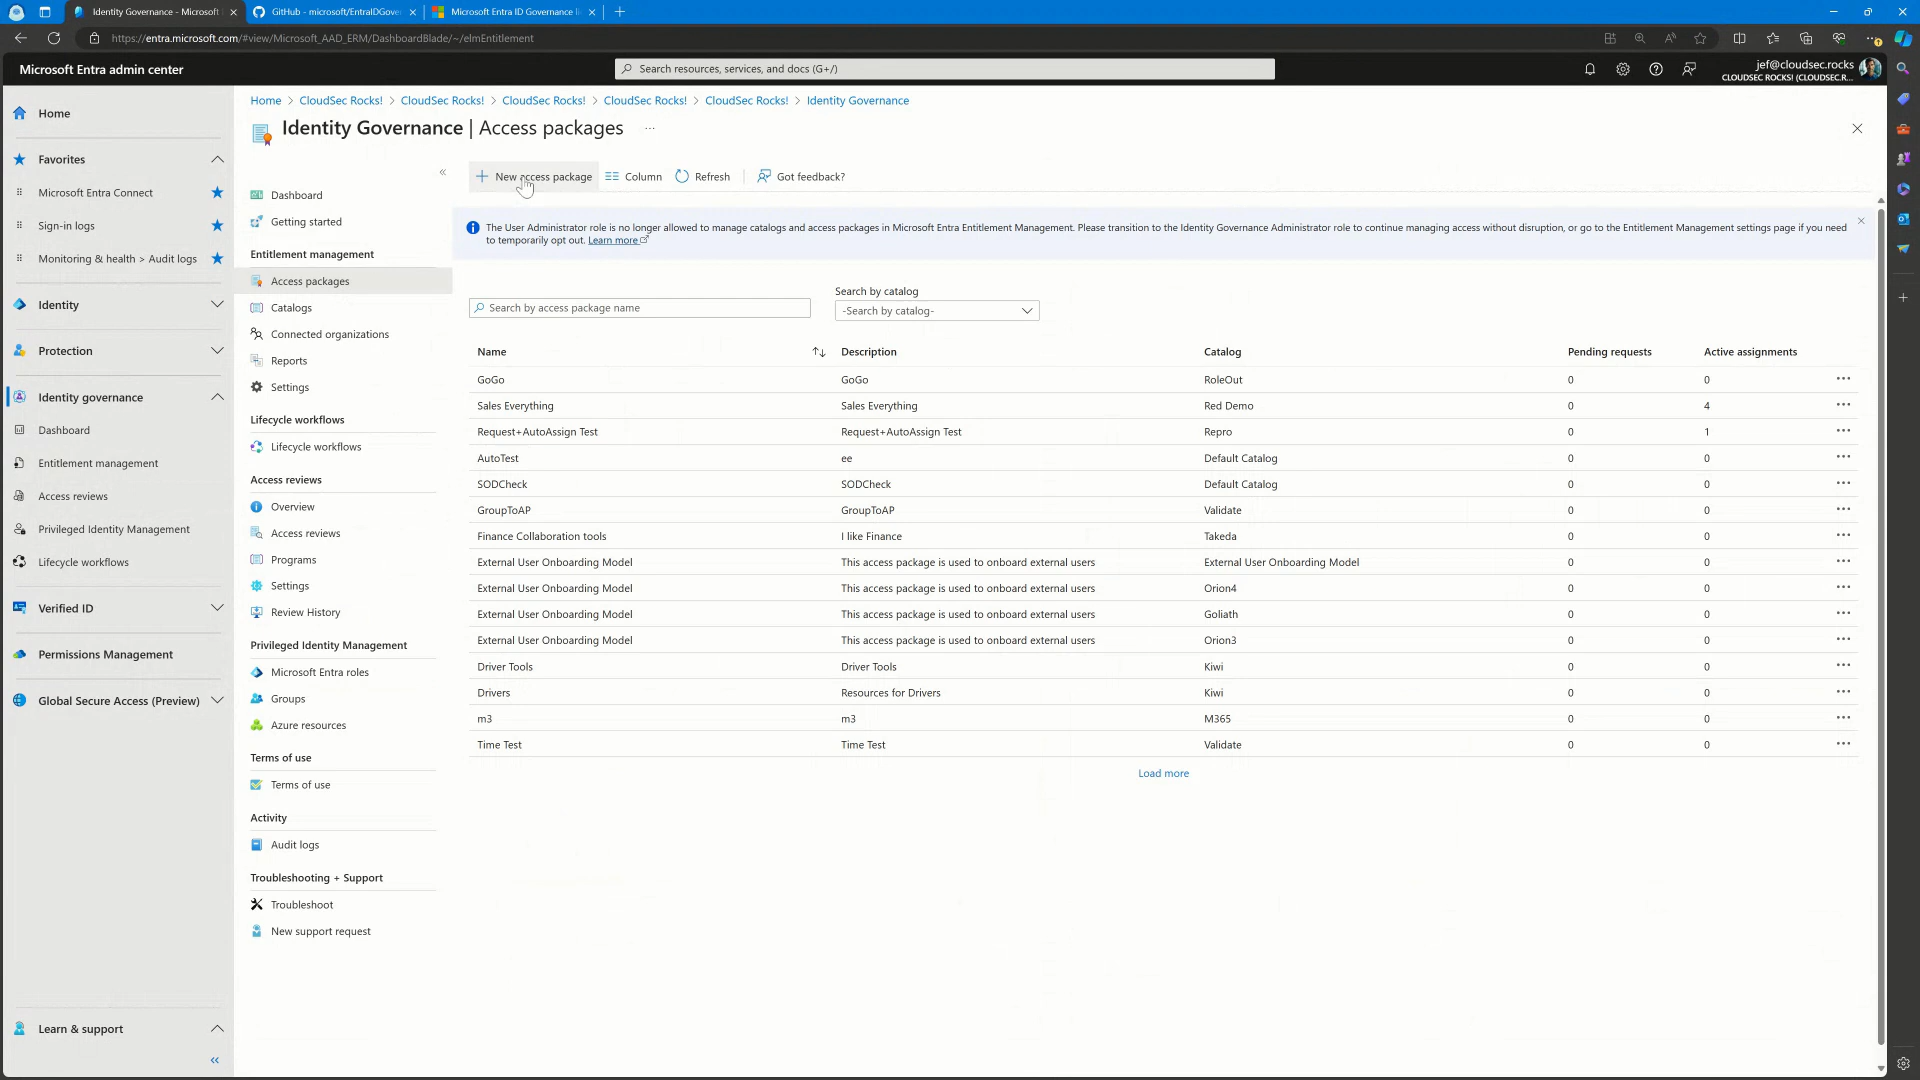 Identity Governance - Microsoft
GitHub - microsoft/EntraIDGover
Microsoft Entra ID Governance li
https://entra.microsoft.com/#view/Microsoft_AAD_ERM/DashboardBlade/~/elmEntitlement
Microsoft Entra admin center
Search resources, services, and docs (G+/)
jef@cloudsec.rocks
CLOUDSEC ROCKS! (CLOUDSEC.R...
Home
Favorites
Microsoft Entra Connect
Sign-in logs
Monitoring & health > Audit logs
Identity
Protection
Identity governance
Dashboard
Entitlement management
Access reviews
Privileged Identity Management
Lifecycle workflows
Verified ID
Permissions Management
Global Secure Access (Preview)
Learn & support
Home > CloudSec Rocks! > CloudSec Rocks! > CloudSec Rocks! > CloudSec Rocks! > CloudSec Rocks! > Identity Governance
Identity Governance | Access packages ...
Dashboard
Getting started
Entitlement management
Access packages
Catalogs
Connected organizations
Reports
Settings
Lifecycle workflows
Lifecycle workflows
Access reviews
Overview
Access reviews
Programs
Settings
Review History
Privileged Identity Management
Microsoft Entra roles
Groups
Azure resources
Terms of use
Terms of use
Activity
Audit logs
Troubleshooting + Support
Troubleshoot
New support request
New access package Column Refresh Got feedback?
The User Administrator role is no longer allowed to manage catalogs and access packages in Microsoft Entra Entitlement Management. Please transition to the Identity Governance Administrator role to continue managing access without disruption, or go to the Entitlement Management settings page if you need
to temporarily opt out. Learn more
Search by catalog
Search by access package name -Search by catalog-
Name Description Catalog Pending requests Active assignments
GoGo GoGo RoleOut 0 0 ...
Sales Everything Sales Everything Red Demo 0 4 ...
Request+AutoAssign Test Request+AutoAssign Test Repro 0 1 ...
AutoTest ee Default Catalog 0 0 ...
SODCheck SODCheck Default Catalog 0 0 ...
GroupToAP GroupToAP Validate 0 0 ...
Finance Collaboration tools I like Finance Takeda 0 0 ...
External User Onboarding Model This access package is used to onboard external users External User Onboarding Model 0 0 ...
External User Onboarding Model This access package is used to onboard external users Orion4 0 0 ...
External User Onboarding Model This access package is used to onboard external users Goliath 0 0 ...
External User Onboarding Model This access package is used to onboard external users Orion3 0 0 ...
Driver Tools Driver Tools Kiwi 0 0 ...
Drivers Resources for Drivers Kiwi 0 0 ...
m3 m3 M365 0 0 ...
Time Test Time Test Validate 0 0 ...
Load more